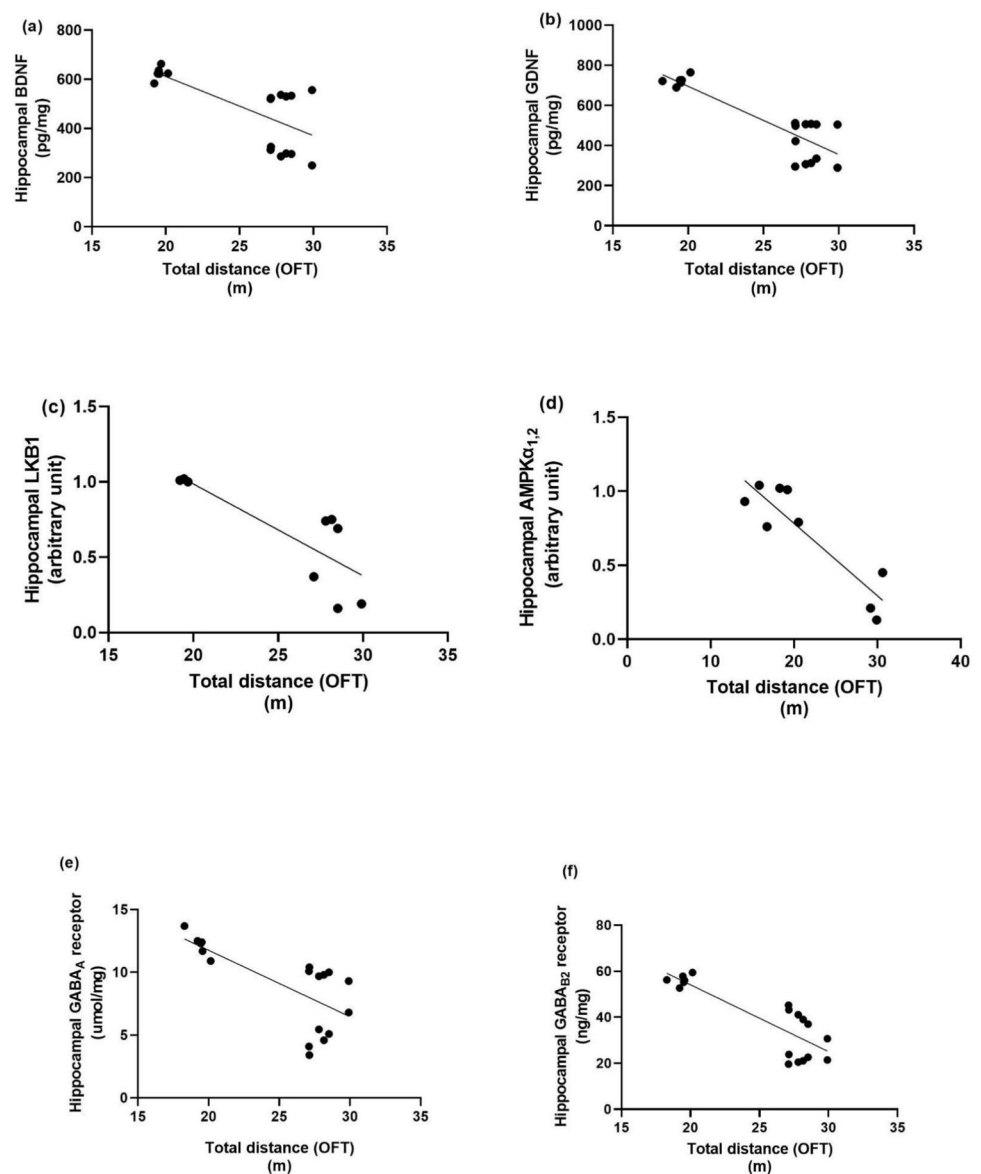 (a)
Hippocampal BDNF
(pg/mg)
800
600
400
200
0
15 20 25 30 35
Total distance (OFT)
(m)
(b)
Hippocampal GDNF
(pg/mg)
1000
800
600
400
200
0
15 20 25 30 35
Total distance (OFT)
(m)
(c)
Hippocampal LKB1
(arbitrary unit)
1.5
1.0
0.5
0.0
15 20 25 30 35
Total distance (OFT)
(m)
(d)
Hippocampal AMPKα1,2
(arbitrary unit)
1.5
1.0
0.5
0.0
0 10 20 30 40
Total distance (OFT)
(m)
(e)
Hippocampal GABAA receptor
(umol/mg)
15
10
5
0
15 20 25 30 35
Total distance (OFT)
(m)
(f)
Hippocampal GABAB2 receptor
(ng/mg)
80
60
40
20
0
15 20 25 30 35
Total distance (OFT)
(m)